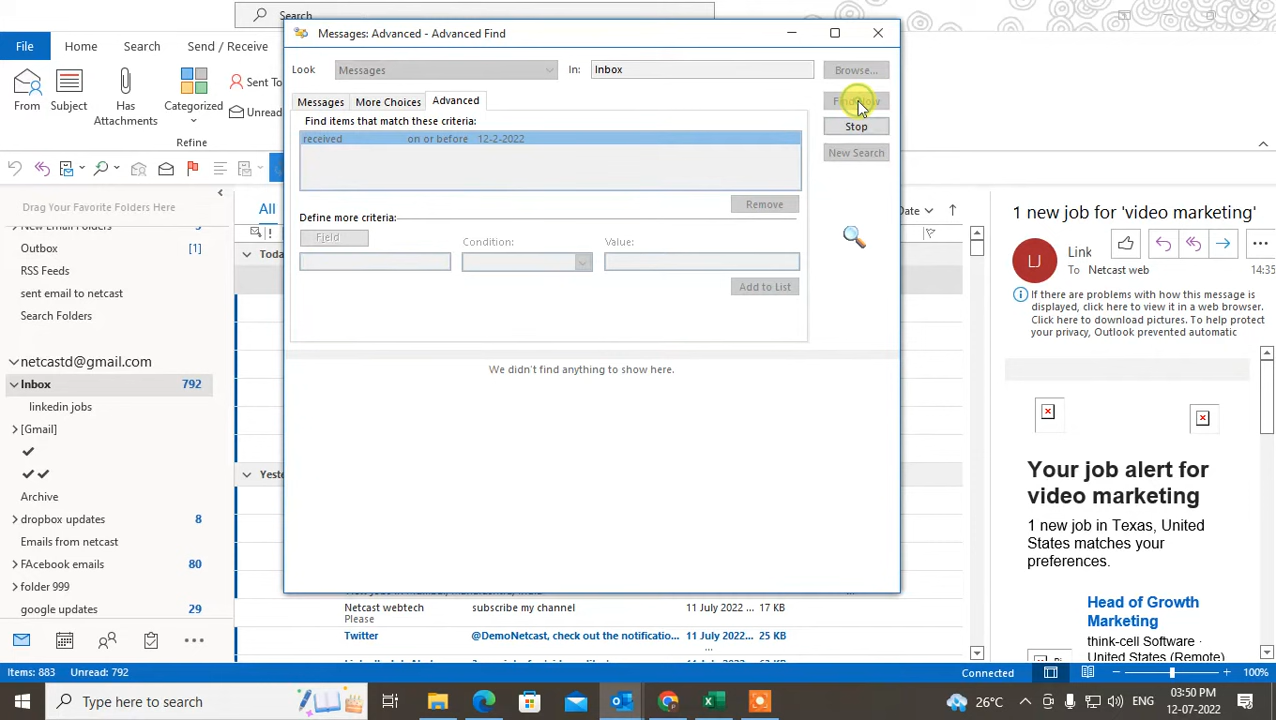 Search
Messages: Advanced - Advanced Find
File Home Search Send / Receive
Look Messages In: Inbox Browse...
From Subject Has Attachments Categorized Sent To
Unread
Refine
Messages More Choices Advanced
Find items that match these criteria:
received on or before 12-2-2022
Stop
New Search
Remove
Define more criteria:
Field Condition: Value:
Add to List
We didn't find anything to show here.
Drag Your Favorite Folders Here
New Email Folders
Outbox [1]
RSS Feeds
sent email to netcast
Search Folders
netcastd@gmail.com
Inbox 792
linkedin jobs
[Gmail]
Archive
dropbox updates 8
Emails from netcast
FAcebook emails 80
folder 999
google updates 29
All
Date
Toda
Yeste
Netcast webtech subscribe my channel 11 July 2022 ... 17 KB
Please
Twitter @DemoNetcast, check out the notificatio... 11 July 2022... 25 KB
...
1 new job for 'video marketing'
LJ
Link
To Netcast web
14:35
If there are problems with how this message is
displayed, click here to view it in a web browser.
Click here to download pictures. To help protect
your privacy, Outlook prevented automatic
Your job alert for
video marketing
1 new job in Texas, United
States matches your
preferences.
Head of Growth
Marketing
think-cell Software ·
United States (Remote)
Items: 883 Unread: 792 Connected 100%
Type here to search 26°C ENG 03:50 PM
12-07-2022